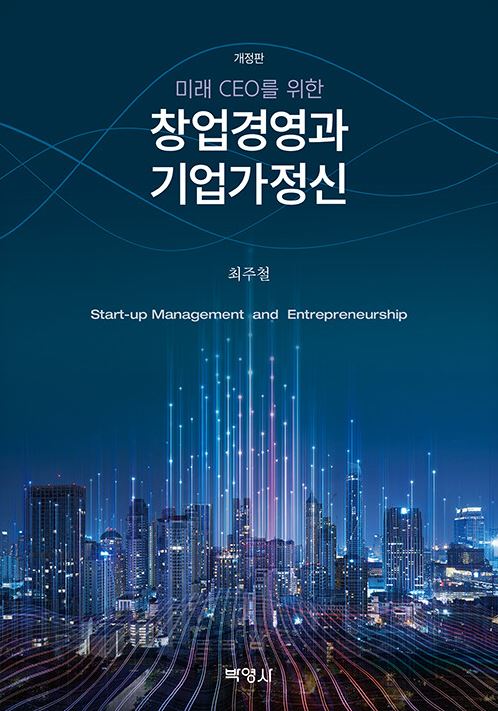 개정판
미래 CEO를 위한
창업경영과
기업가정신
최주철
Start-up Management and Entrepreneurship
박영사